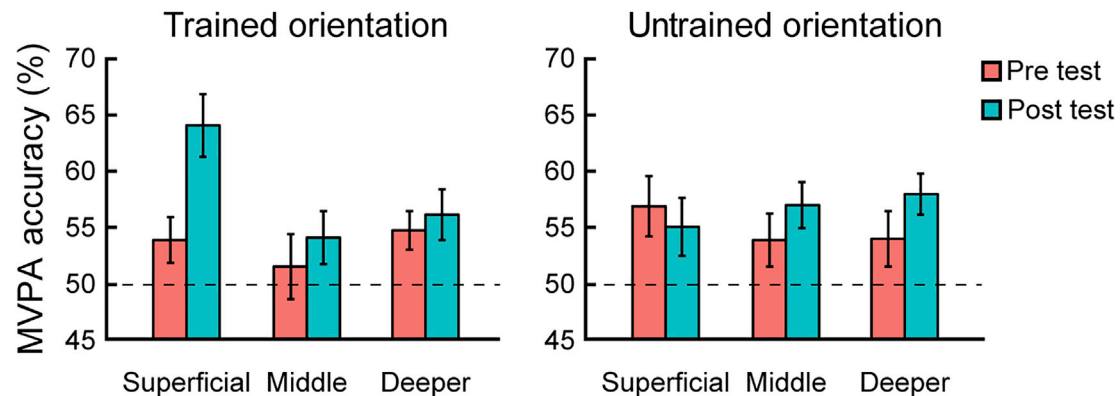 Trained orientation
Untrained orientation
MVPA accuracy (%)
70
65
60
55
50
45
Superficial Middle Deeper
70
65
60
55
50
45
Superficial Middle Deeper
Pre test
Post test